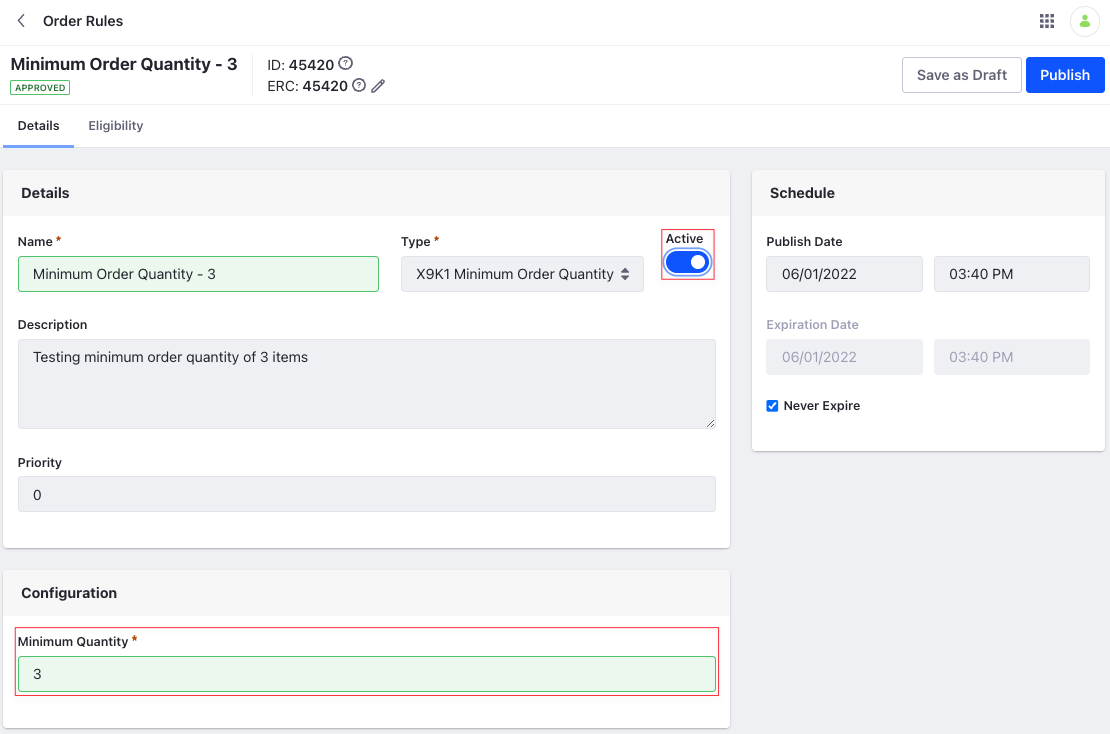 Order Rules
Minimum Order Quantity - 3
APPROVED
ID: 45420
ERC: 45420
Save as Draft
Publish
Details
Eligibility
Details
Name *
Minimum Order Quantity - 3
Type *
X9K1 Minimum Order Quantity
Active
Description
Testing minimum order quantity of 3 items
Priority
0
Schedule
Publish Date
06/01/2022
03:40 PM
Expiration Date
06/01/2022
03:40 PM
Never Expire
Configuration
Minimum Quantity *
3